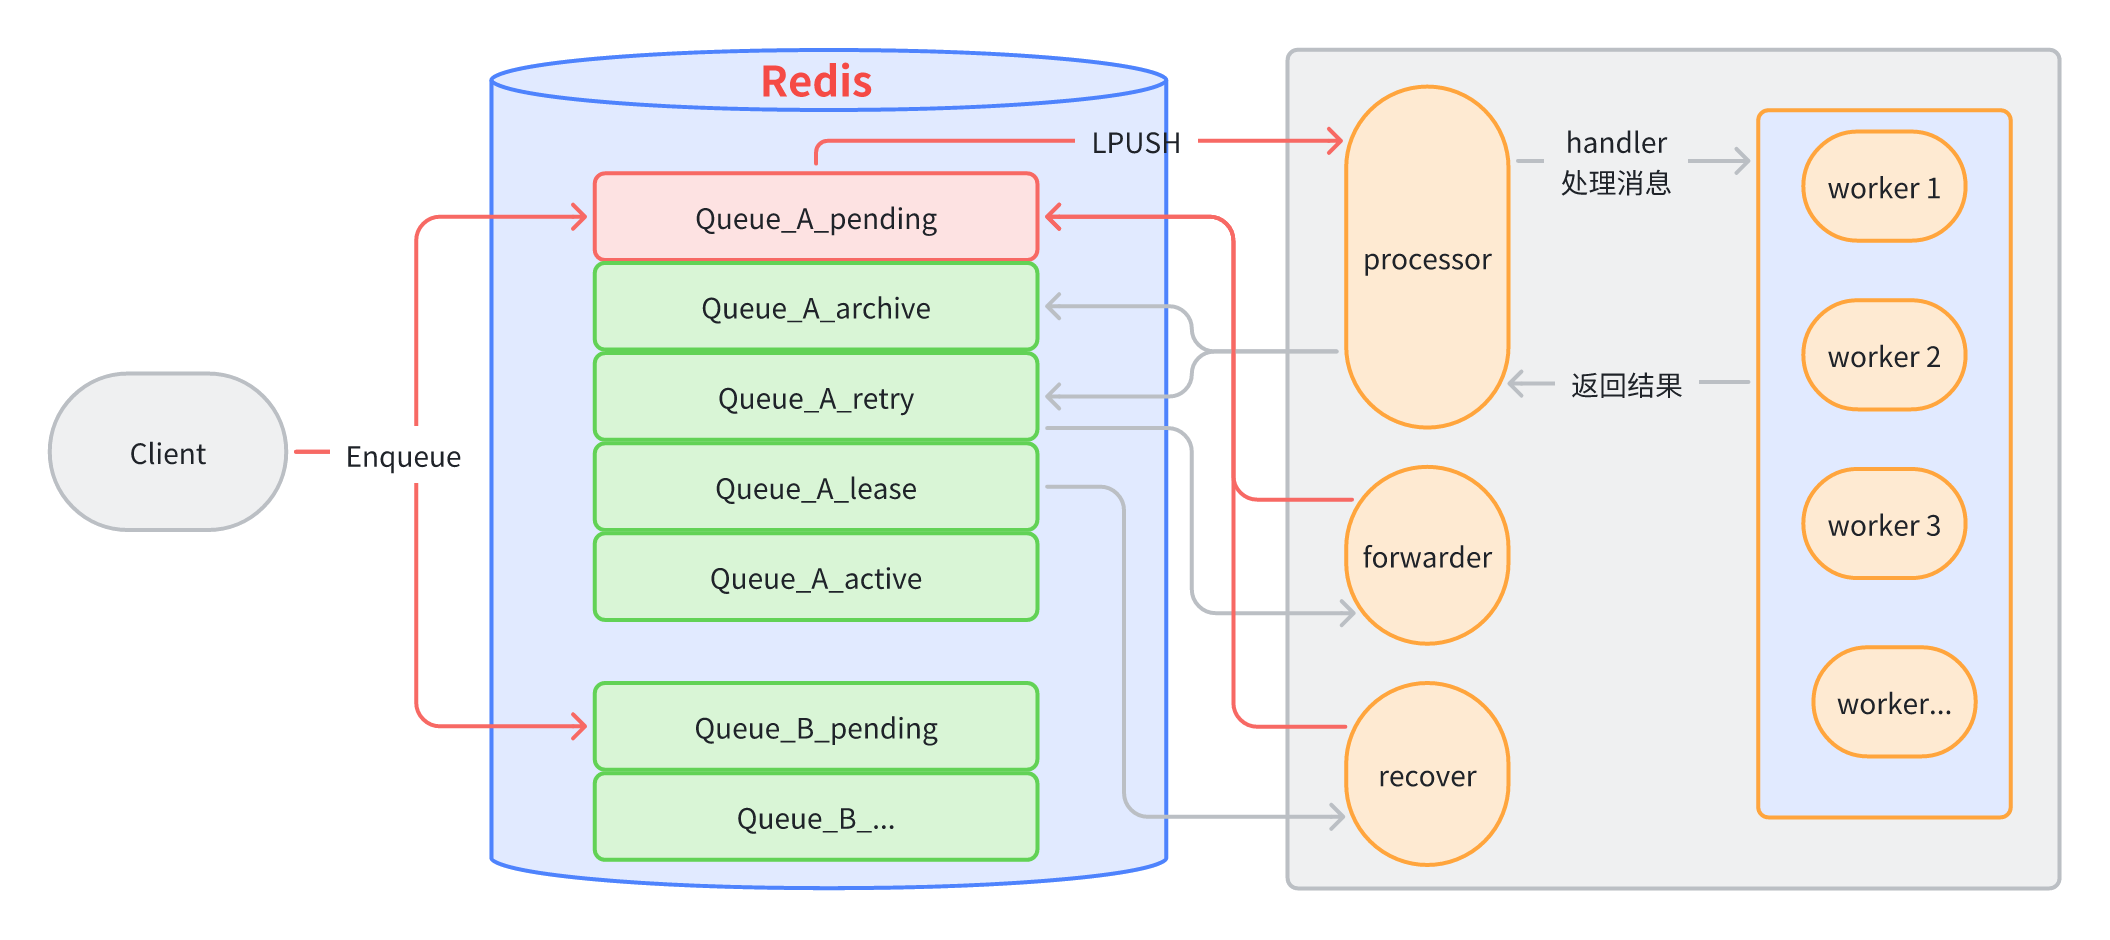 Redis
LPUSH
Queue_A_pending
Queue_A_archive
Queue_A_retry
Queue_A_lease
Queue_A_active
Queue_B_pending
Queue_B_...
Client
Enqueue
processor
forwarder
recover
handler
处理消息
返回结果
worker 1
worker 2
worker 3
worker...